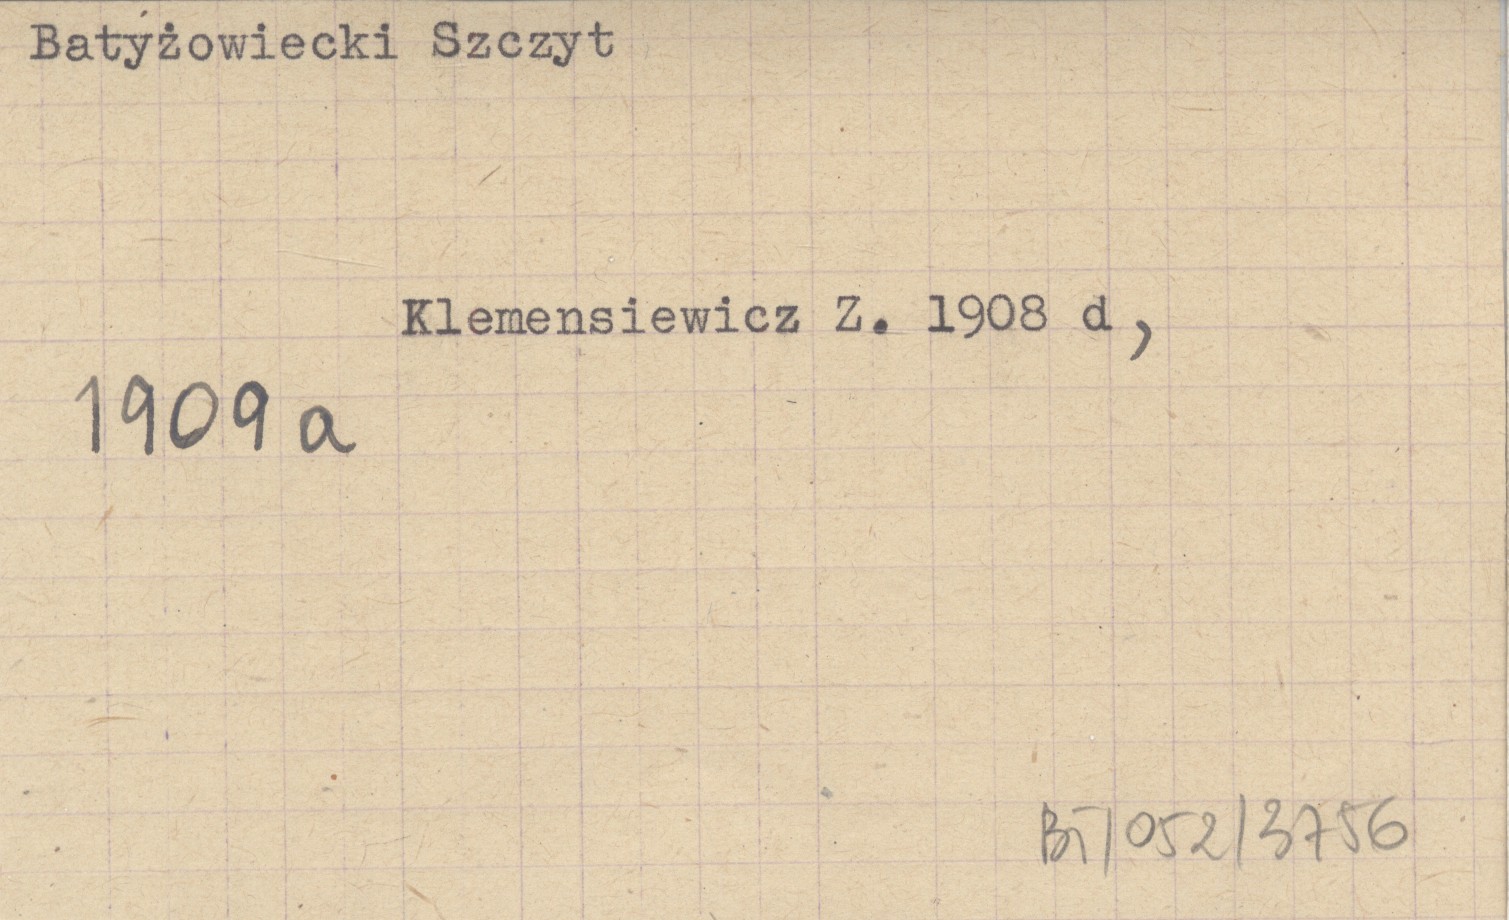 Batyżowiecki Szczyt
Klemensiewicz Z. 1908 d,
1909 a
BT/052/3756